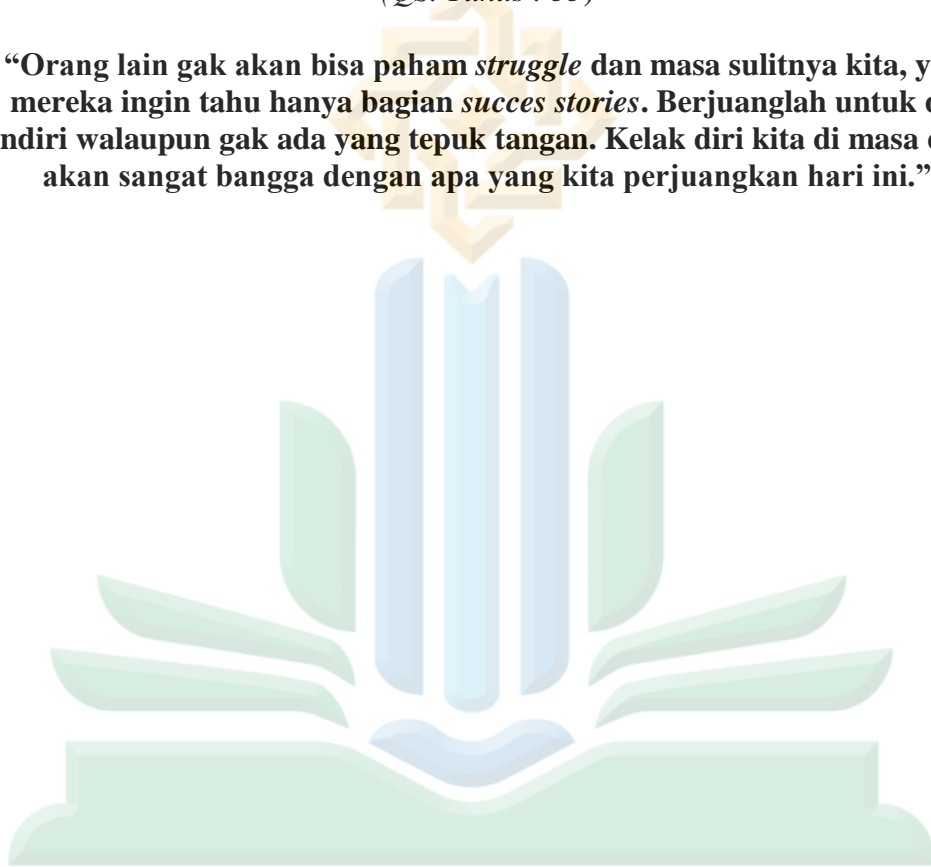 “Orang lain gak akan bisa paham struggle dan masa sulitnya kita, y
mereka ingin tahu hanya bagian succes stories. Berjuanglah untuk
ndiri walaupun gak ada yang tepuk tangan. Kelak diri kita di masa
akan sangat bangga dengan apa yang kita perjuangkan hari ini.”